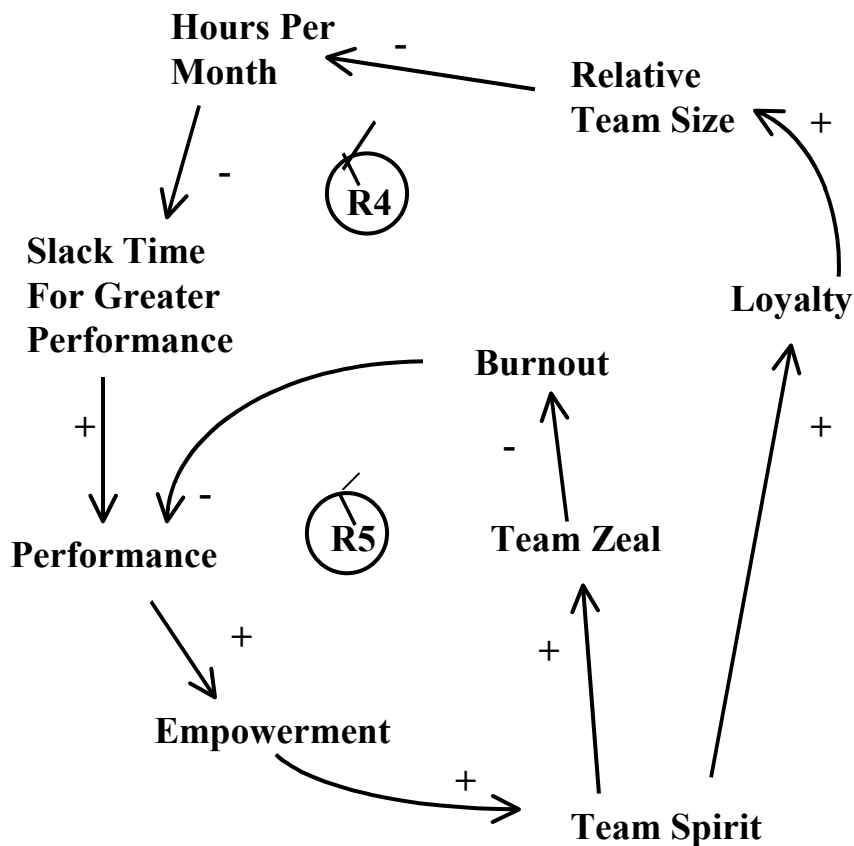 Hours Per
Month
-
Relative
Team Size
+
-
R4
Slack Time
For Greater
Performance
Loyalty
Burnout
+
+
-
-
R5
Team Zeal
Performance
+
+
Empowerment
+
Team Spirit